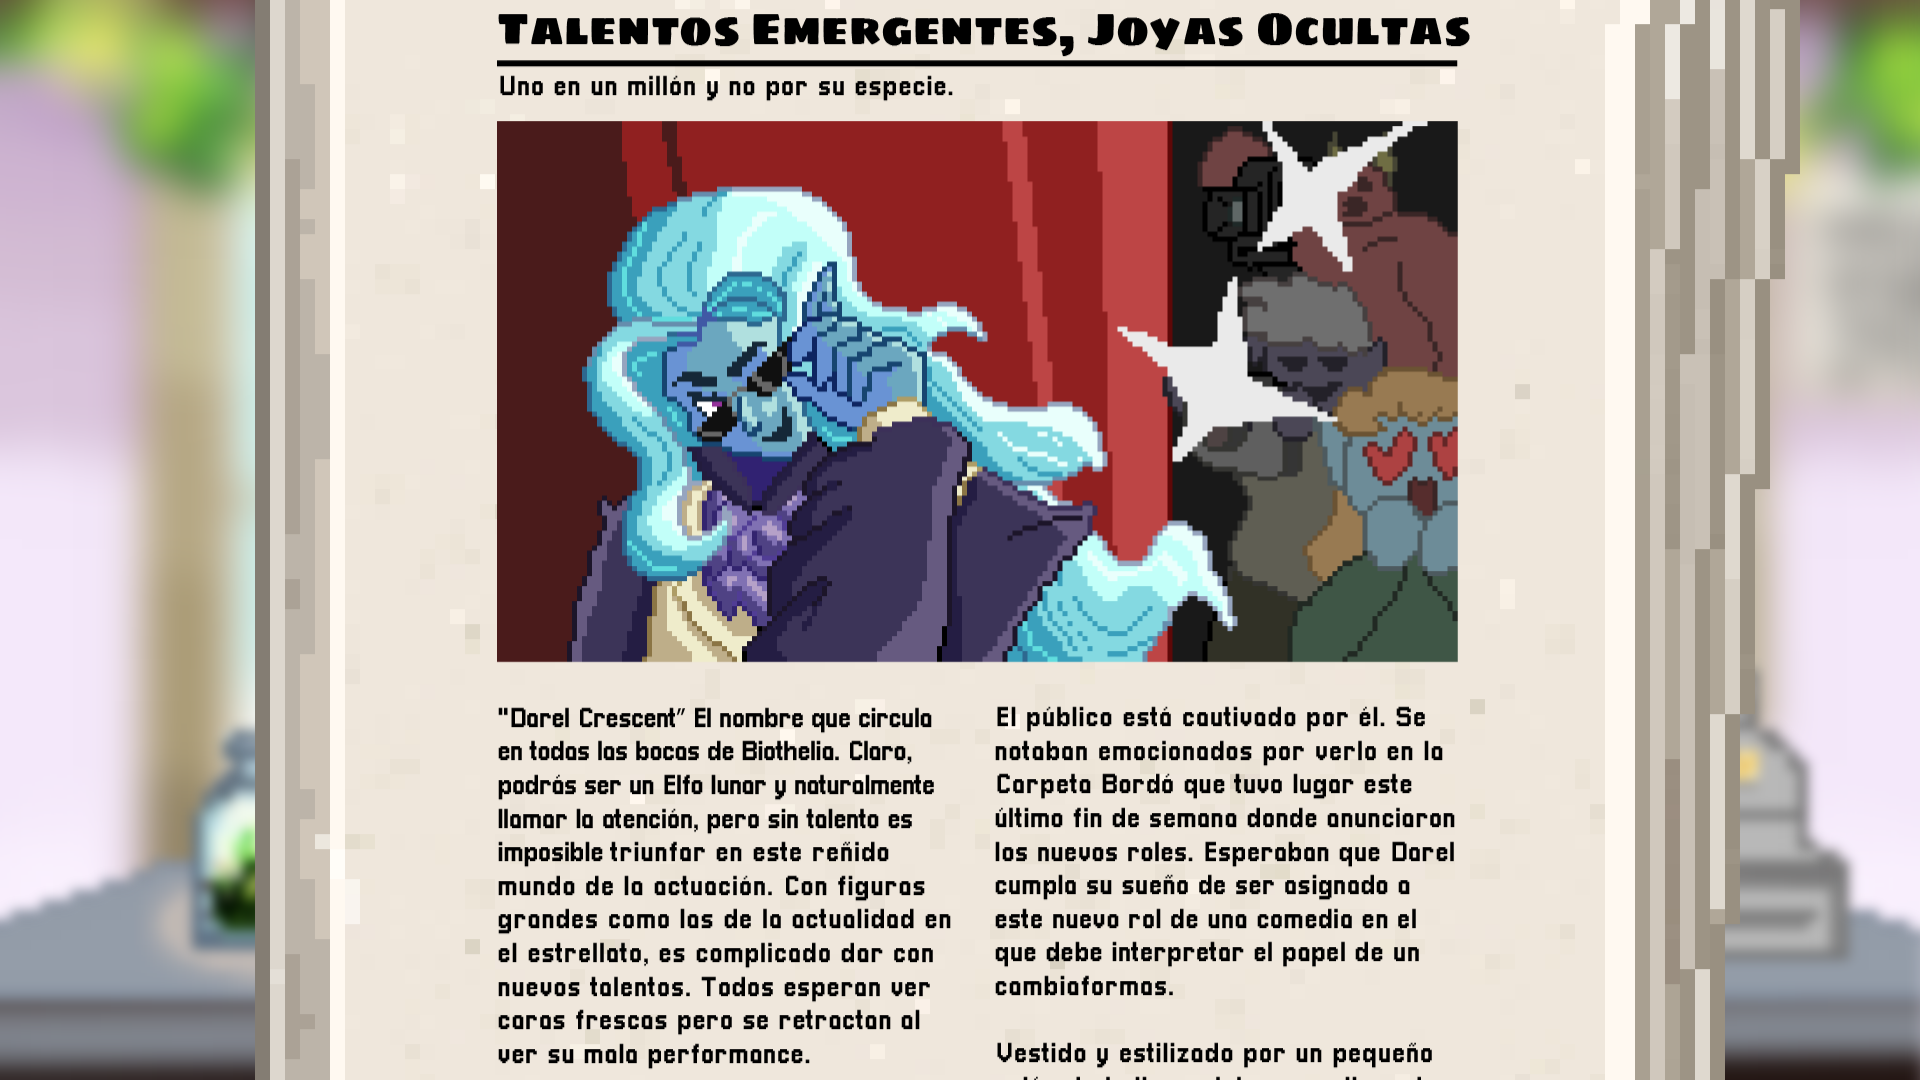 Talentos Emergentes, Joyas Ocultas
Uno en un millón y no por su especie.
"Darel Crescent" El nombre que circula
en todas las bocas de Biothelia. Claro,
podrás ser un Elfo lunar y naturalmente
llamar la atención, pero sin talento es
imposible triunfar en este reñido
mundo de la actuación. Con figuras
grandes como las de la actualidad en
el estrellato, es complicado dar con
nuevos talentos. Todos esperan ver
caras frescas pero se retractan al
ver su mala performance.
El público está cautivado por él. Se
notaban emocionados por verlo en la
Carpeta Bordó que tuvo lugar este
último fin de semana donde anunciaron
los nuevos roles. Esperaban que Darel
cumpla su sueño de ser asignado a
este nuevo rol de una comedia en el
que debe interpretar el papel de un
cambiaformas.
Vestido y estilizado por un pequeño